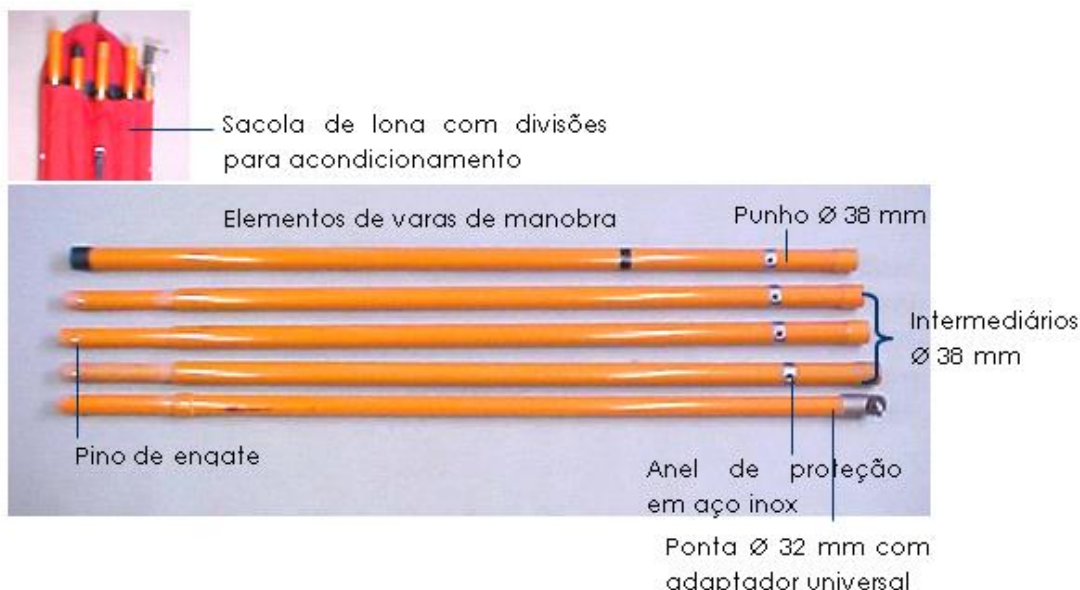 Sacola de lona com divisões
para acondicionamento
Elementos de varas de manobra
Punho Ø 38 mm
Intermediários
Ø 38 mm
Pino de engate
Anel de proteção
em aço inox
Ponta Ø 32 mm com
adaptador universal